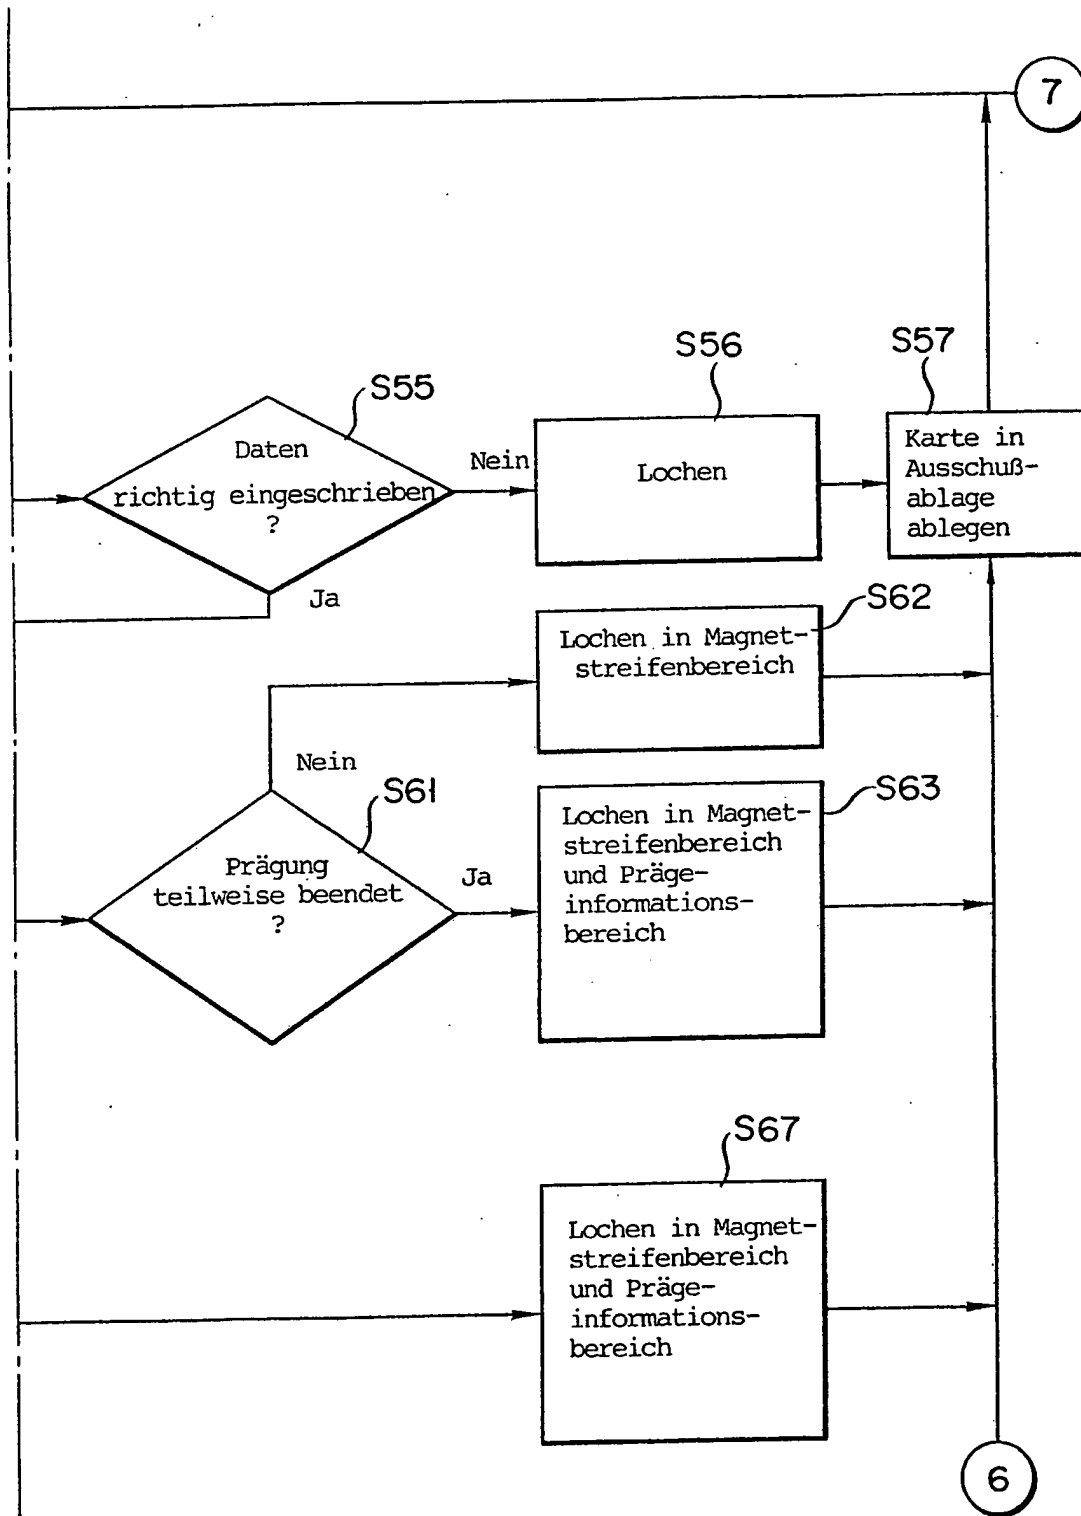 7
S55
Daten
richtig eingeschrieben
?
Nein
Ja
S56
Lochen
S57
Karte in
Ausschuß-
ablage
ablegen
S62
Lochen in Magnet-
streifenbereich
Nein
S61
Prägung
teilweise beendet
?
Ja
S63
Lochen in Magnet-
streifenbereich
und Präge-
informations-
bereich
S67
Lochen in Magnet-
streifenbereich
und Präge-
informations-
bereich
6